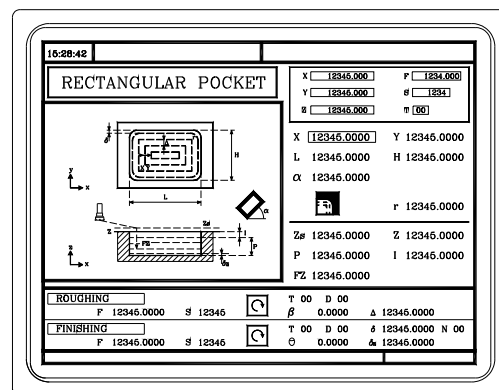 15:28:42
RECTANGULAR POCKET
X 12345.000 F 1234.000
Y 12345.000 S 1234
Z 12345.000 T 00
X 12345.0000 Y 12345.0000
L 12345.0000 H 12345.0000
α 12345.0000
r 12345.0000
Zs 12345.0000 Z 12345.0000
P 12345.0000 I 12345.0000
FZ 12345.0000
r
Δ
δ
H
y
x
L
α
Z
Zs
I
FZ
P
δz
z
x
ROUGHING
F 12345.0000 S 12345
T 00 D 00
β 0.0000 Δ 12345.0000
FINISHING
F 12345.0000 S 12345
T 00 D 00 δ 12345.0000 N 00
θ 0.0000 δz 12345.0000